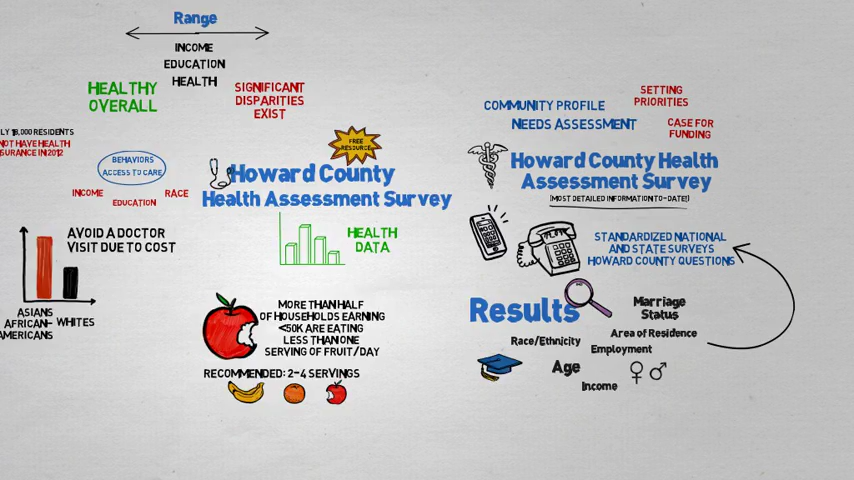 Range
INCOME
EDUCATION
HEALTH
HEALTHY
OVERALL
SIGNIFICANT
DISPARITIES
EXIST
LY 18,000 RESIDENTS
NOT HAVE HEALTH
SURANCE IN 2012
BEHAVIORS
ACCESS TO CARE
INCOME
EDUCATION
RACE
FREE
RESOURCE
Howard County
Health Assessment Survey
AVOID A DOCTOR
VISIT DUE TO COST
ASIANS
AFRICAN-
AMERICANS
WHITES
HEALTH
DATA
MORE THAN HALF
OF HOUSEHOLDS EARNING
<50K ARE EATING
LESS THAN ONE
SERVING OF FRUIT/DAY
RECOMMENDED: 2-4 SERVINGS
COMMUNITY PROFILE
NEEDS ASSESSMENT
SETTING
PRIORITIES
CASE FOR
FUNDING
Howard County Health
Assessment Survey
(MOST DETAILED INFORMATION TO-DATE!)
STANDARDIZED NATIONAL
AND STATE SURVEYS
HOWARD COUNTY QUESTIONS
Results
Marriage
Status
Area of Residence
Race/Ethnicity
Employment
Age
Income